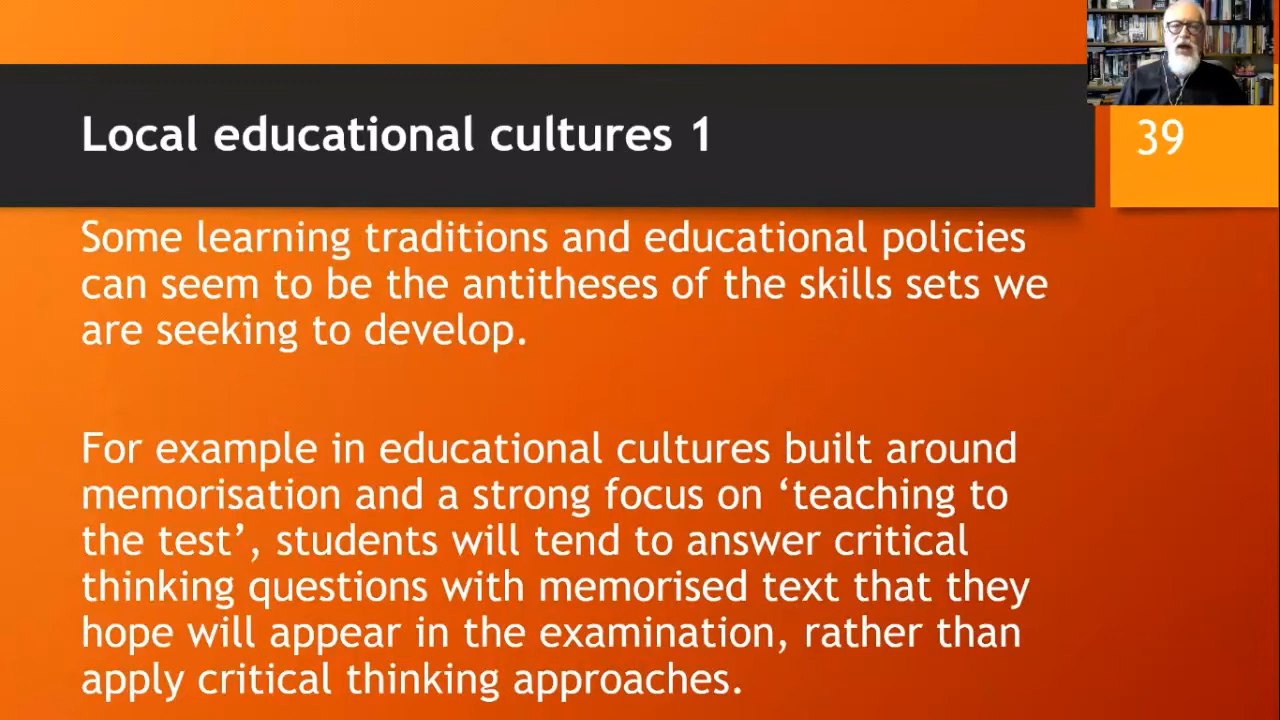 Local educational cultures 1
39
Some learning traditions and educational policies
can seem to be the antitheses of the skills sets we
are seeking to develop.
For example in educational cultures built around
memorisation and a strong focus on ‘teaching to
the test’, students will tend to answer critical
thinking questions with memorised text that they
hope will appear in the examination, rather than
apply critical thinking approaches.